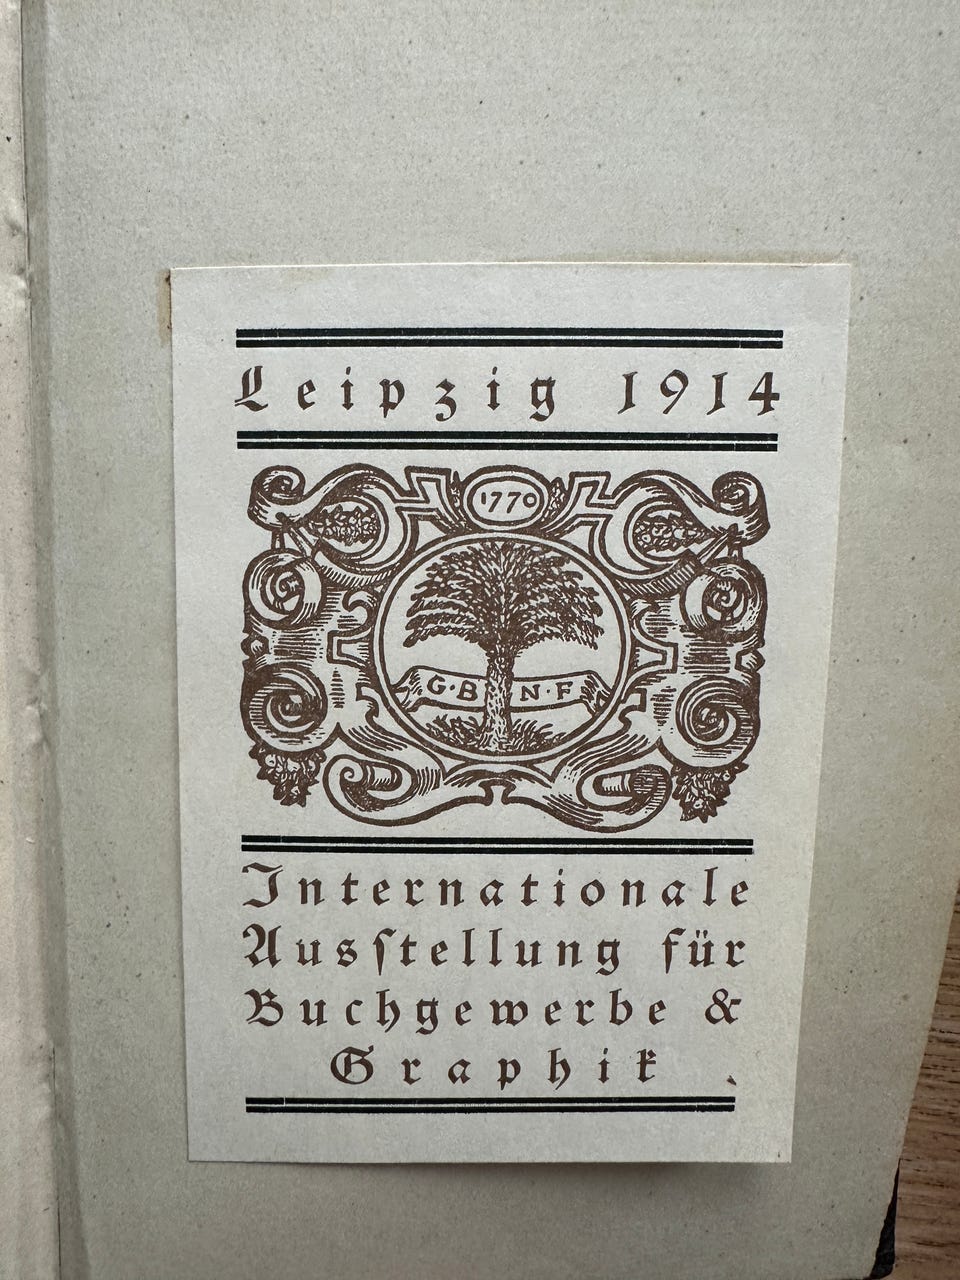 Leipzig 1914
1770
G·B N·F
Internationale
Ausſtellung für
Buchgewerbe &
Graphik